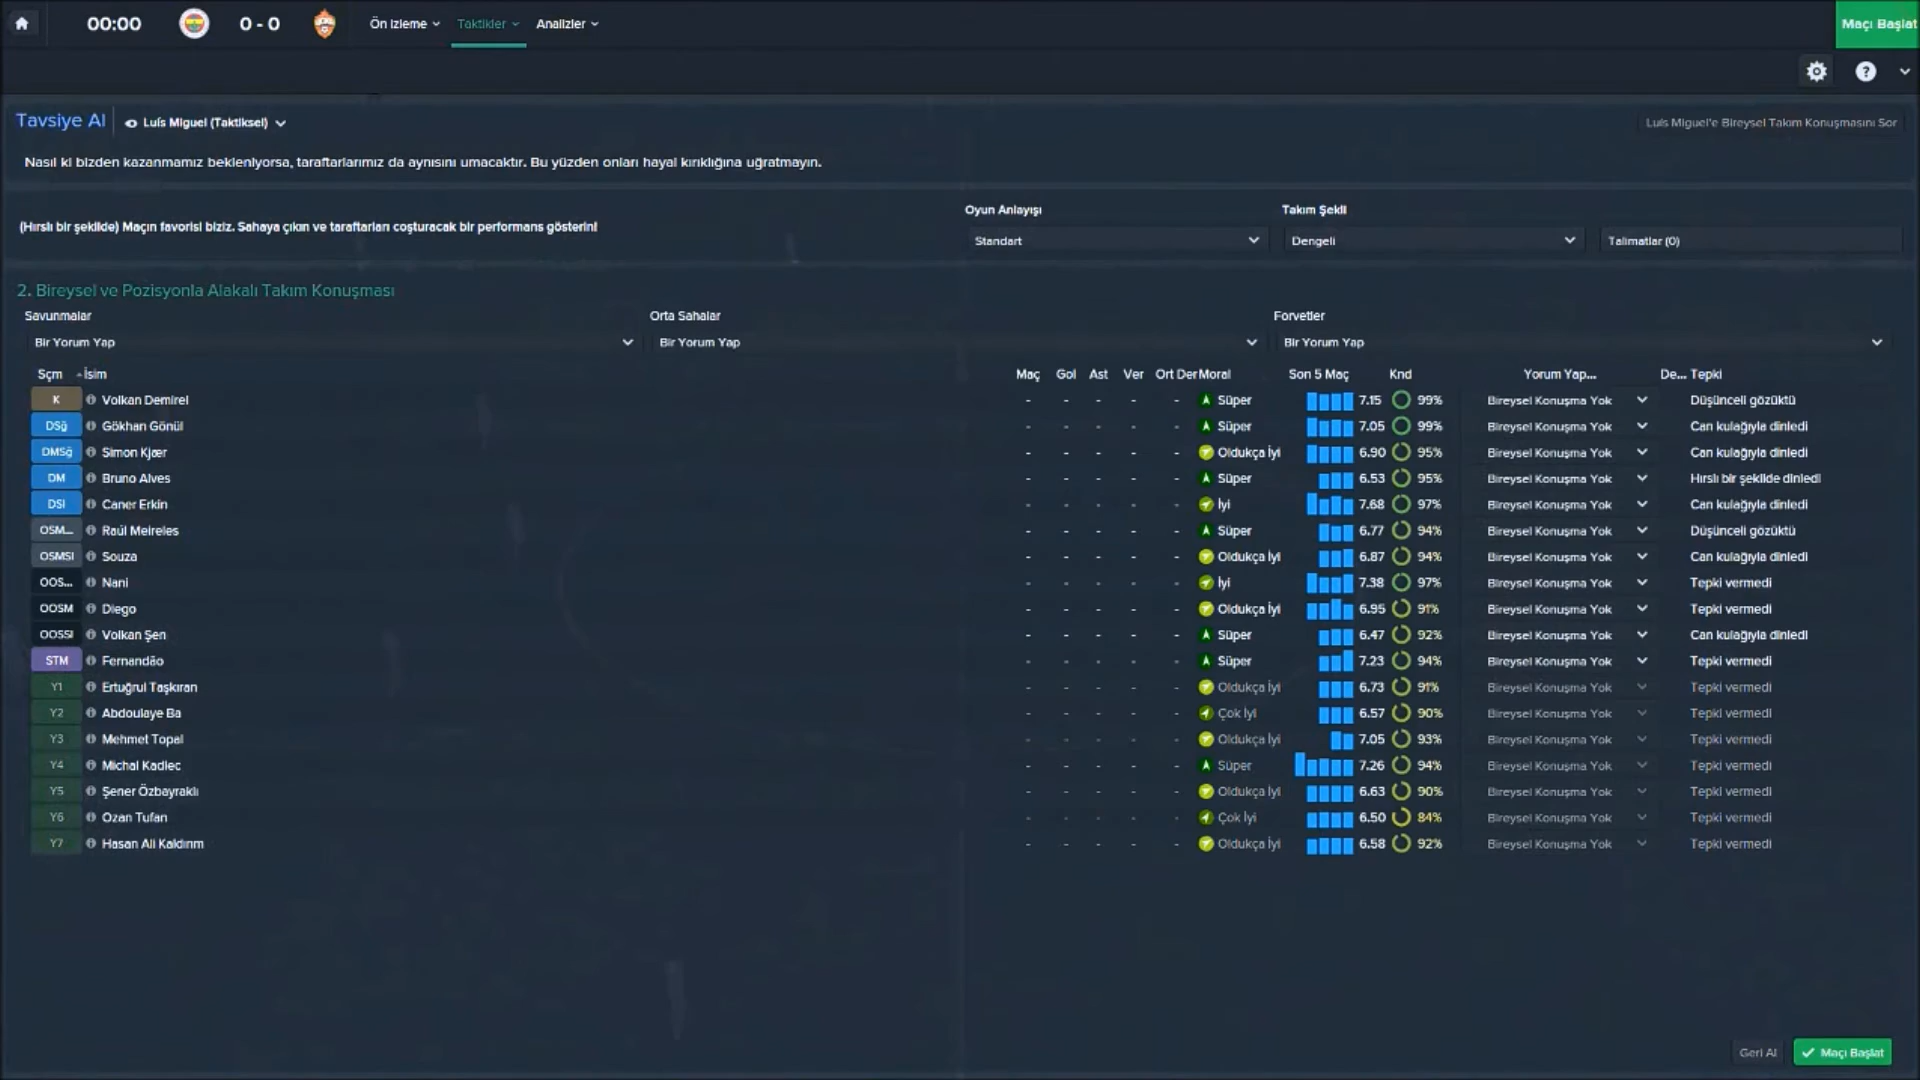 00:00 0 - 0 Ön İzleme Taktikler Analizler Maçı Başlat
Tavsiye Al Luís Miguel (Taktiksel) Luís Miguel'e Bireysel Takım Konuşmasını Sor
Nasıl ki bizden kazanmamız bekleniyorsa, taraftarlarımız da aynısını umacaktır. Bu yüzden onları hayal kırıklığına uğratmayın.
Oyun Anlayışı Takım Şekli
(Hırslı bir şekilde) Maçın favorisi biziz. Sahaya çıkın ve taraftarları coşturacak bir performans gösterin!
Standart Dengeli Talimatlar (0)
2. Bireysel ve Pozisyonla Alakalı Takım Konuşması
Savunmalar Orta Sahalar Forvetler
Bir Yorum Yap Bir Yorum Yap Bir Yorum Yap
Sçm İsim Maç Gol Ast Ver Ort Der Moral Son 5 Maç Knd Yorum Yap... De... Tepki
K Volkan Demirel - - - - - Süper 7.15 99% Bireysel Konuşma Yok Düşünceli gözüktü
DSğ Gökhan Gönül - - - - - Süper 7.05 99% Bireysel Konuşma Yok Can kulağıyla dinledi
DMSğ Simon Kjær - - - - - Oldukça İyi 6.90 95% Bireysel Konuşma Yok Can kulağıyla dinledi
DM Bruno Alves - - - - - Süper 6.53 95% Bireysel Konuşma Yok Hırslı bir şekilde dinledi
DSl Caner Erkin - - - - - İyi 7.68 97% Bireysel Konuşma Yok Can kulağıyla dinledi
OSM... Raúl Meireles - - - - - Süper 6.77 94% Bireysel Konuşma Yok Düşünceli gözüktü
OSMSl Souza - - - - - Oldukça İyi 6.87 94% Bireysel Konuşma Yok Can kulağıyla dinledi
OOS... Nani - - - - - İyi 7.38 97% Bireysel Konuşma Yok Tepki vermedi
OOSM Diego - - - - - Oldukça İyi 6.95 91% Bireysel Konuşma Yok Tepki vermedi
OOSSl Volkan Şen - - - - - Süper 6.47 92% Bireysel Konuşma Yok Can kulağıyla dinledi
STM Fernandão - - - - - Süper 7.23 94% Bireysel Konuşma Yok Tepki vermedi
Y1 Ertuğrul Taşkıran - - - - - Oldukça İyi 6.73 91% Bireysel Konuşma Yok Tepki vermedi
Y2 Abdoulaye Ba - - - - - Çok İyi 6.57 90% Bireysel Konuşma Yok Tepki vermedi
Y3 Mehmet Topal - - - - - Oldukça İyi 7.05 93% Bireysel Konuşma Yok Tepki vermedi
Y4 Michal Kadlec - - - - - Süper 7.26 94% Bireysel Konuşma Yok Tepki vermedi
Y5 Şener Özbayraklı - - - - - Oldukça İyi 6.63 90% Bireysel Konuşma Yok Tepki vermedi
Y6 Ozan Tufan - - - - - Çok İyi 6.50 84% Bireysel Konuşma Yok Tepki vermedi
Y7 Hasan Ali Kaldırım - - - - - Oldukça İyi 6.58 92% Bireysel Konuşma Yok Tepki vermedi
Geri Al Maçı Başlat